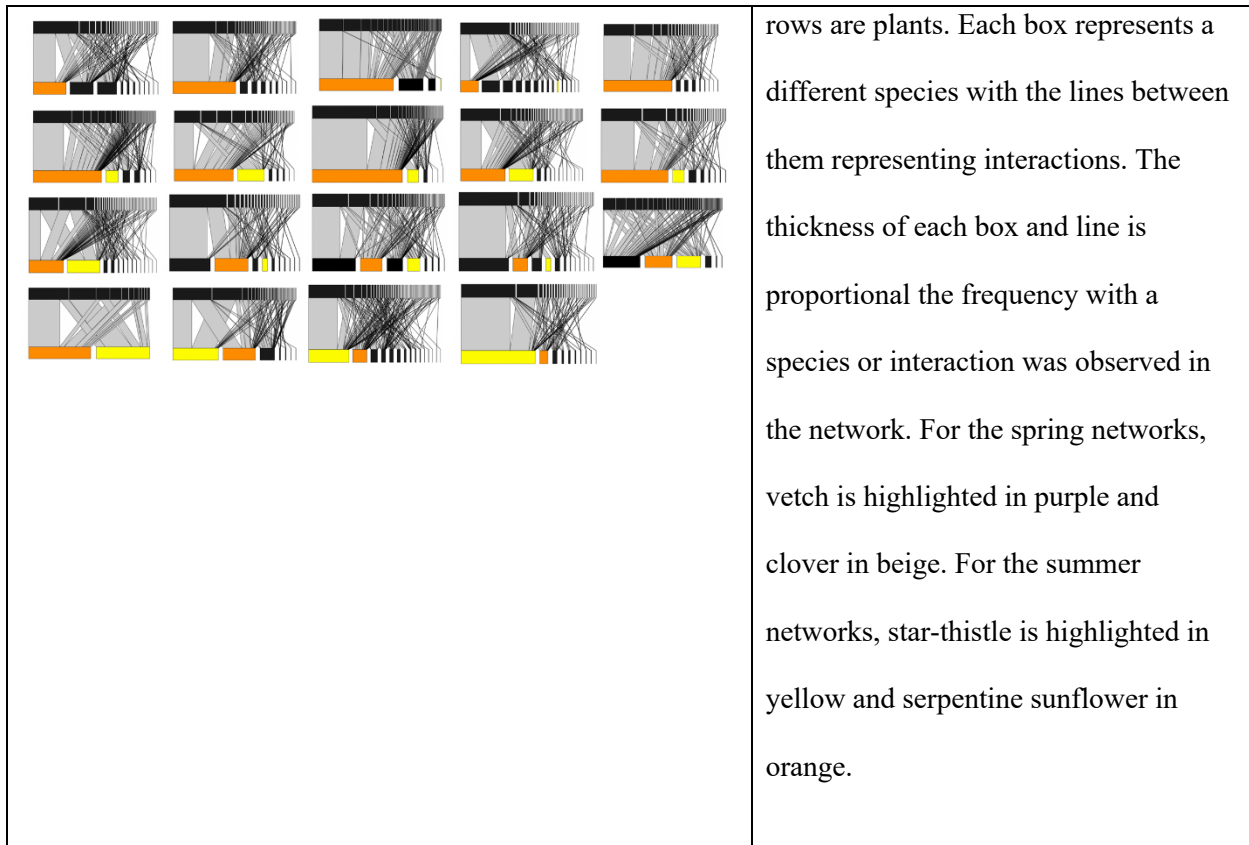 rows are plants. Each box represents a
different species with the lines between
them representing interactions. The
thickness of each box and line is
proportional the frequency with a
species or interaction was observed in
the network. For the spring networks,
vetch is highlighted in purple and
clover in beige. For the summer
networks, star-thistle is highlighted in
yellow and serpentine sunflower in
orange.